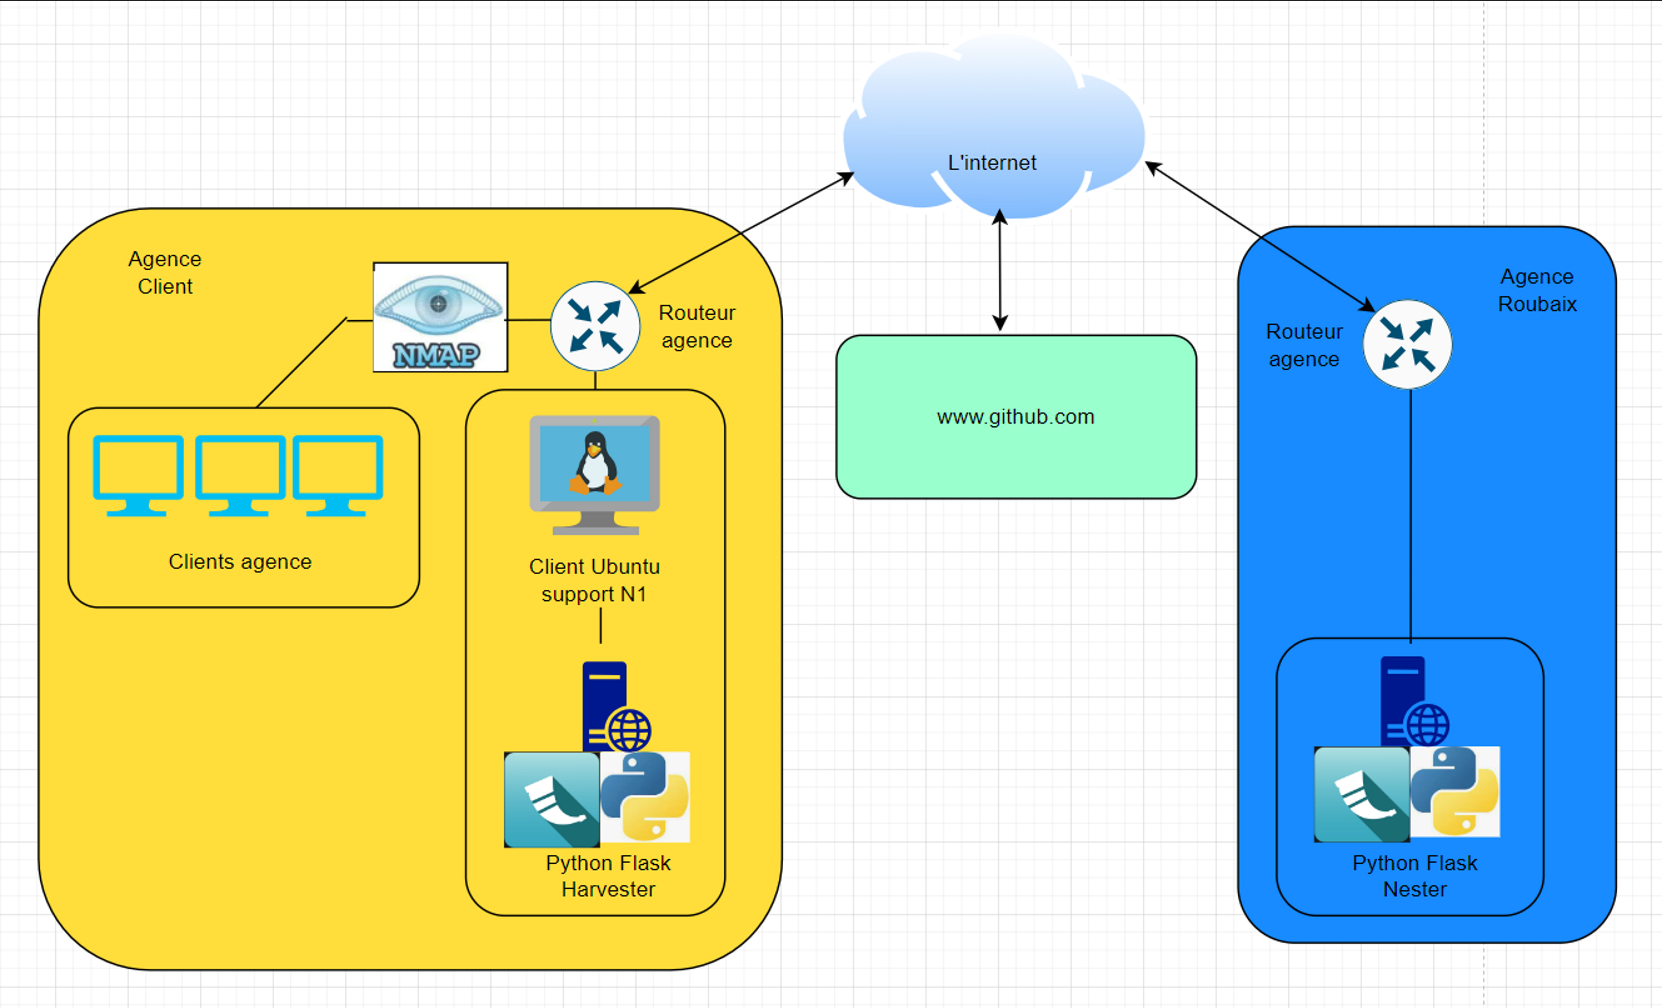 L'internet
Agence
Client
NMAP
Routeur
agence
Clients agence
Client Ubuntu
support N1
Python Flask
Harvester
www.github.com
Agence
Roubaix
Routeur
agence
Python Flask
Nester